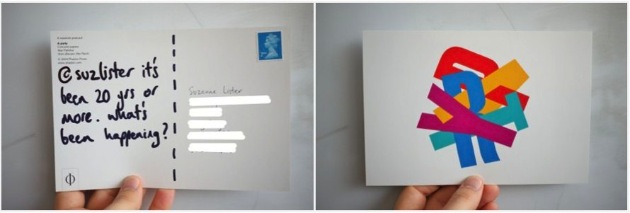 @suzlister it's
been 20 yrs or
more. what's
been happening?
Suzanne Lister